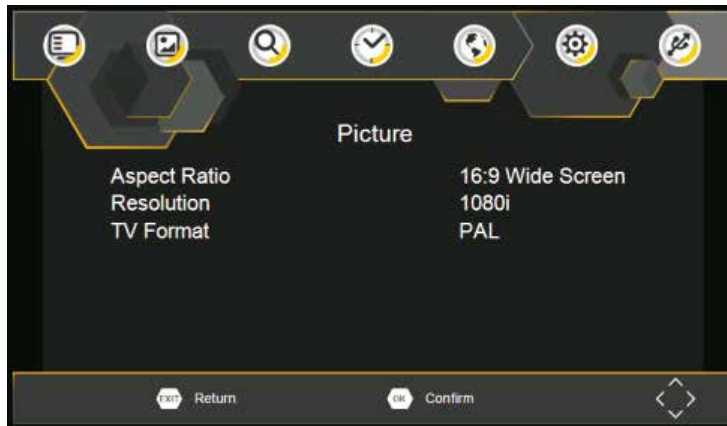 Picture
Aspect Ratio 16:9 Wide Screen
Resolution 1080i
TV Format PAL
EXIT Return OK Confirm